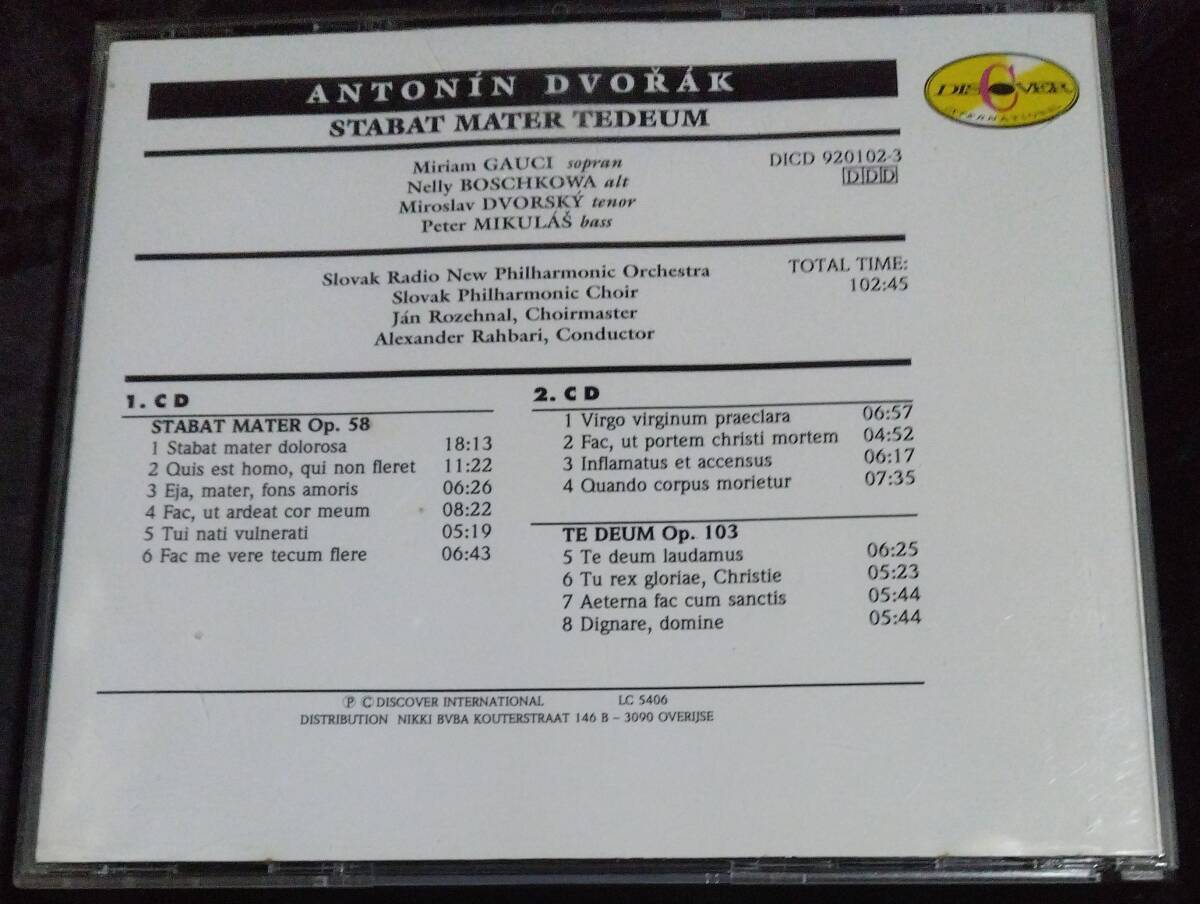 ANTONÍN DVOŘÁK
STABAT MATER TEDEUM
DISCOVER
INTERNATIONAL
Miriam GAUCI sopran
Nelly BOSCHKOWA alt
Miroslav DVORSKÝ tenor
Peter MIKULÁŠ bass
DICD 920102-3
DDD
Slovak Radio New Philharmonic Orchestra
Slovak Philharmonic Choir
Ján Rozehnal, Choirmaster
Alexander Rahbari, Conductor
TOTAL TIME:
102:45
1. CD
STABAT MATER Op. 58
1 Stabat mater dolorosa 18:13
2 Quis est homo, qui non fleret 11:22
3 Eja, mater, fons amoris 06:26
4 Fac, ut ardeat cor meum 08:22
5 Tui nati vulnerati 05:19
6 Fac me vere tecum flere 06:43
2. CD
1 Virgo virginum praeclara 06:57
2 Fac, ut portem christi mortem 04:52
3 Inflamatus et accensus 06:17
4 Quando corpus morietur 07:35
TE DEUM Op. 103
5 Te deum laudamus 06:25
6 Tu rex gloriae, Christie 05:23
7 Aeterna fac cum sanctis 05:44
8 Dignare, domine 05:44
Ⓟ © DISCOVER INTERNATIONAL LC 5406
DISTRIBUTION NIKKI BVBA KOUTERSTRAAT 146 B – 3090 OVERIJSE